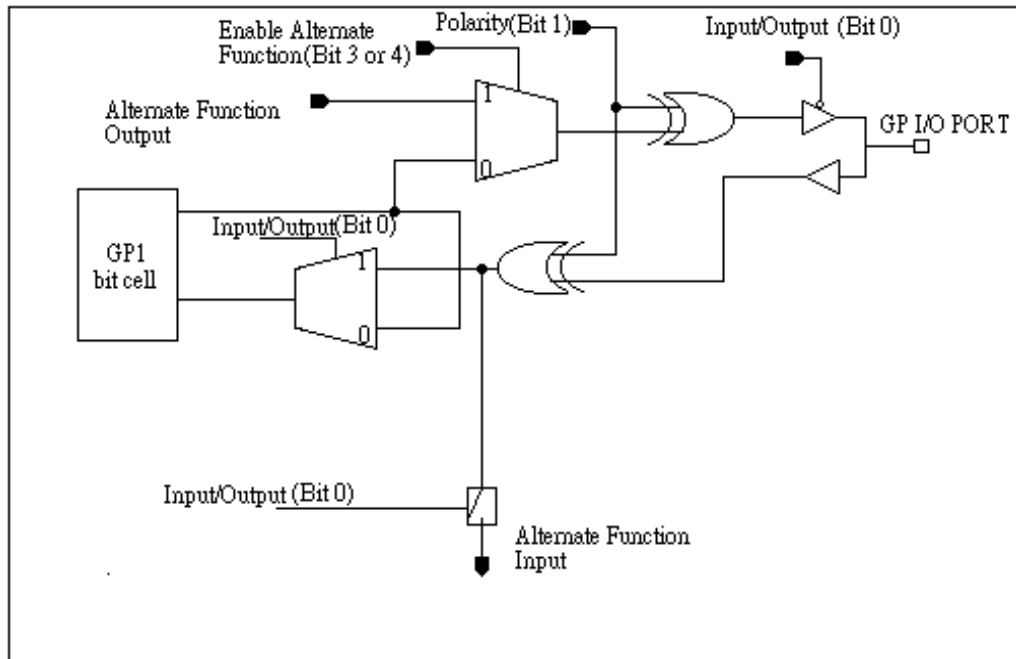 Polarity(Bit 1)
Input/Output (Bit 0)
Enable Alternate
Function(Bit 3 or 4)
1
Alternate Function
Output
GP I/O PORT
0
Input/Output(Bit 0)
GP1
bit cell
1
0
Input/Output (Bit 0)
Alternate Function
Input